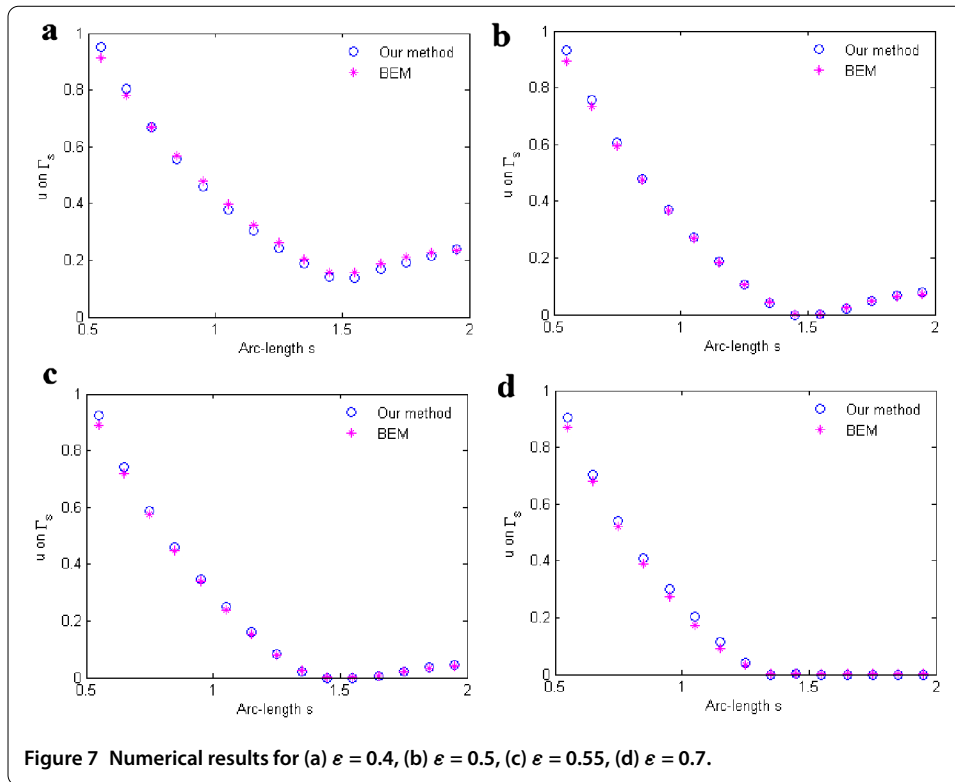 a
1
0.8
0.6
0.4
0.2
0
0.5
1
1.5
2
u on Γ_s
Arc-length s
Our method
BEM
b
1
0.8
0.6
0.4
0.2
0
0.5
1
1.5
2
u on Γ_s
Arc-length s
Our method
BEM
c
1
0.8
0.6
0.4
0.2
0
0.5
1
1.5
2
u on Γ_s
Arc-length s
Our method
BEM
d
1
0.8
0.6
0.4
0.2
0
0.5
1
1.5
2
u on Γ_s
Arc-length s
Our method
BEM
Figure 7 Numerical results for (a) ε = 0.4, (b) ε = 0.5, (c) ε = 0.55, (d) ε = 0.7.